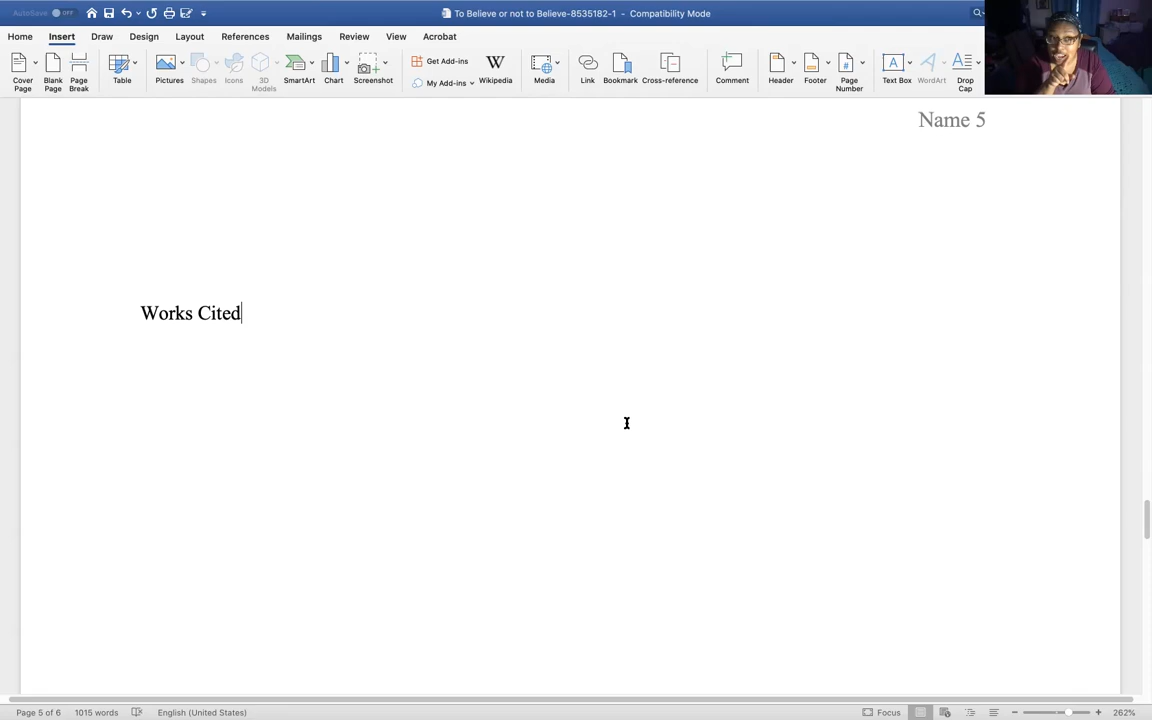 AutoSave OFF
To Believe or not to Believe-8535182-1 - Compatibility Mode
Home Insert Draw Design Layout References Mailings Review View Acrobat
Cover Page
Blank Page
Page Break
Table
Pictures
Shapes
Icons
3D Models
SmartArt
Chart
Screenshot
Get Add-ins
My Add-ins
Wikipedia
Media
Link
Bookmark
Cross-reference
Comment
Header
Footer
Page Number
Text Box
WordArt
Drop Cap
Name 5
Works Cited
Page 5 of 6 1015 words English (United States) Focus 262%